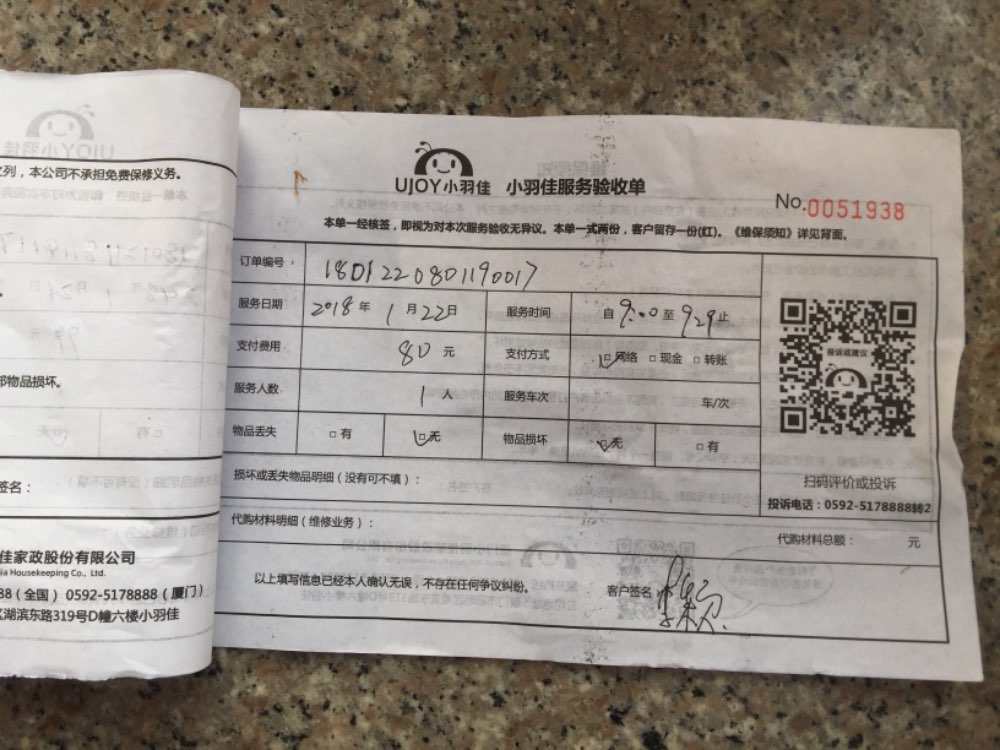 之列，本公司不承担免费保修义务。
部物品损坏。
签名：
佳家政股份有限公司
ia Housekeeping Co., Ltd.
88（全国） 0592-5178888（厦门）
区湖滨东路319号D幢六楼小羽佳
UJOY小羽佳 小羽佳服务验收单
No.0051938
本单一经核签，即视为对本次服务验收无异议。本单一式两份，客户留存一份(红)。《维保须知》详见背面。
订单编号： 1801220801190017
服务日期 2018 年 1 月 22 日 服务时间 自 9:00 至 9:29 止
支付费用 80 元 支付方式 ☑网络 □现金 □转账
服务人数 1 人 服务车次 车/次
物品丢失 □有 ☑无 物品损坏 ☑无 □有
投诉或建议
扫码评价或投诉
投诉电话：0592-5178888转2
损坏或丢失物品明细（没有可不填）：
代购材料明细（维修业务）： 代购材料总额： 元
以上填写信息已经本人确认无误，不存在任何争议纠纷。 客户签名